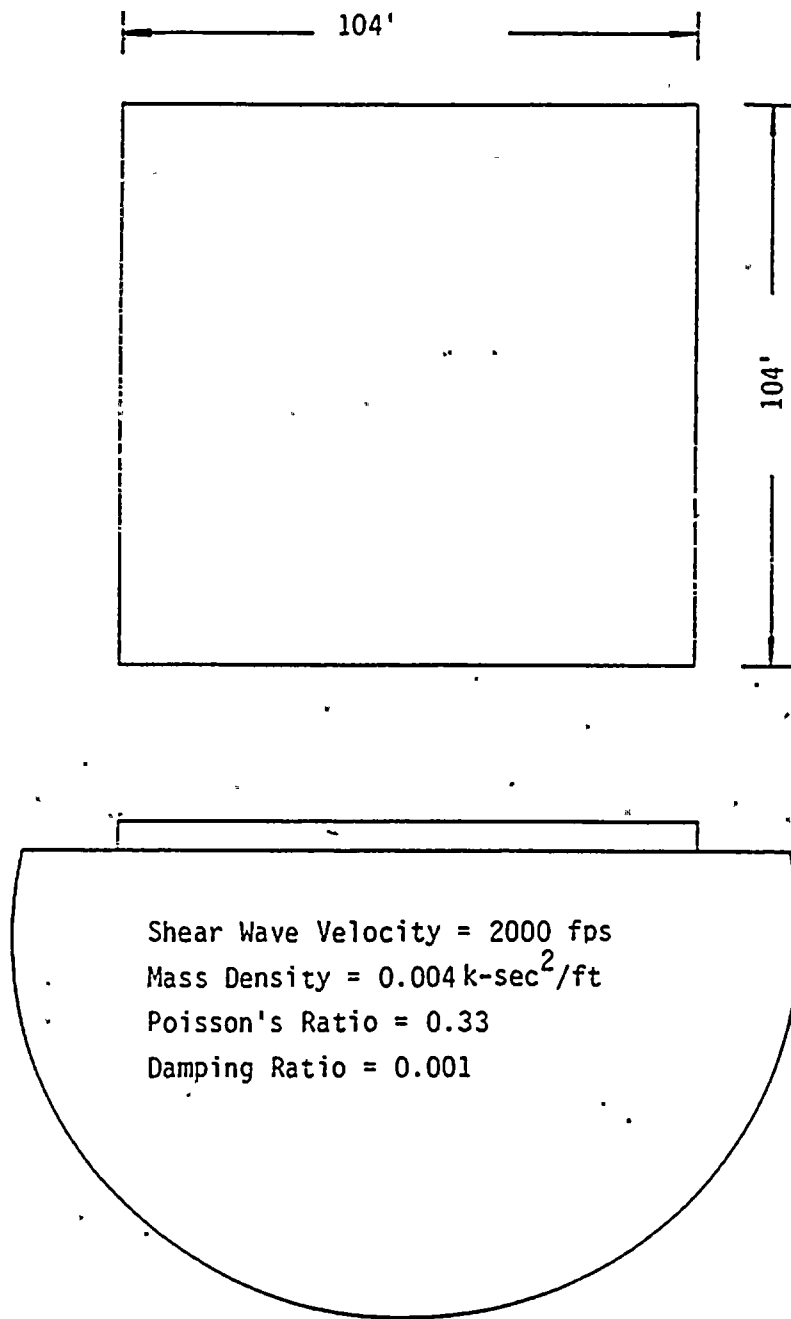 104'
104'
Shear Wave Velocity = 2000 fps
Mass Density = 0.004 k-sec²/ft
Poisson's Ratio = 0.33
Damping Ratio = 0.001